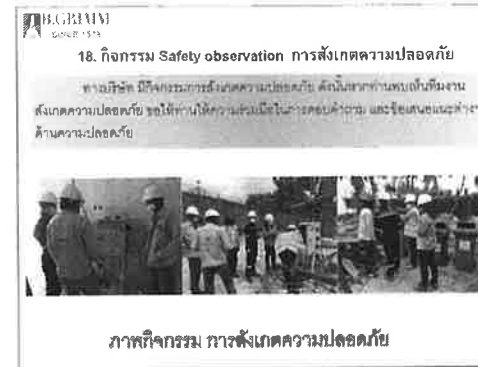 B.GRIMM
SINCE 1878
18. กิจกรรม Safety observation การสังเกตความปลอดภัย
ทางบริษัท มีกิจกรรมการสังเกตความปลอดภัย ดังนั้นหากท่านพบเห็นทีมงาน
สังเกตความปลอดภัย ขอให้ท่านให้ความร่วมมือในการตอบคำถาม และข้อเสนอแนะต่างๆ
ด้านความปลอดภัย
ภาพกิจกรรม การสังเกตความปลอดภัย